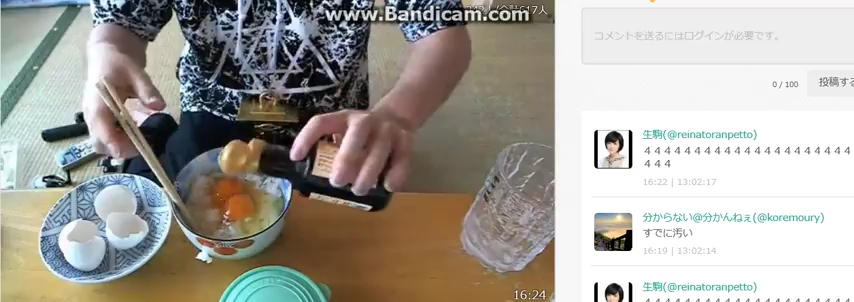 www.Bandicam.com
コメントを送るにはログインが必要です。
0 / 100
投稿する
生駒(@reinatoranpetto)
４４４４４４４４４４４４４４４４４４４４４
４４４
16:22 | 13:02:17
分からない@分かんねぇ(@koremoury)
すでに汚い
16:19 | 13:02:14
生駒(@reinatoranpetto)
16:24